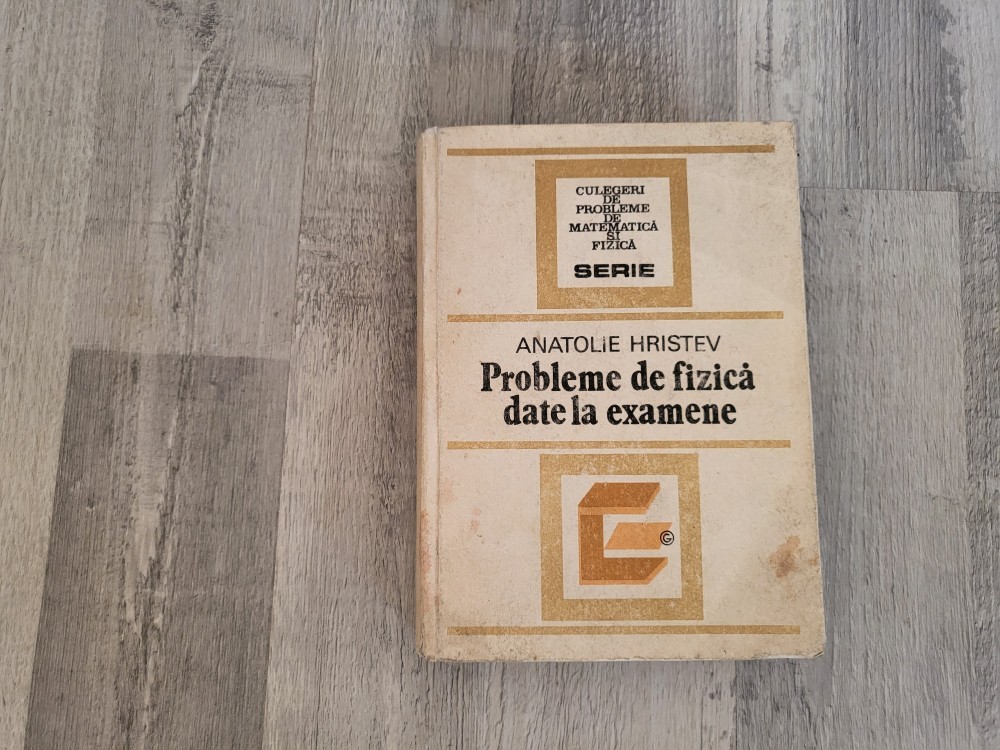 CULEGERI
DE
PROBLEME
DE
MATEMATICĂ
ȘI
FIZICĂ
SERIE
ANATOLIE HRISTEV
Probleme de fizică
date la examene
G